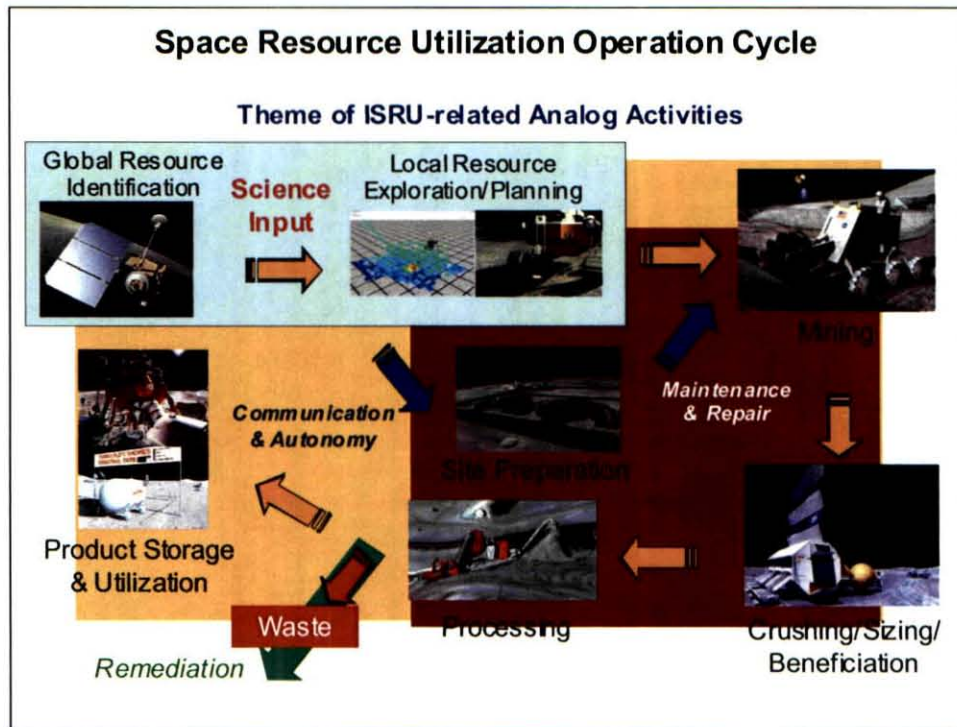 Space Resource Utilization Operation Cycle
Theme of ISRU-related Analog Activities
Global Resource
Identification
Science
Input
Local Resource
Exploration/Planning
Mining
Communication
& Autonomy
Maintenance
& Repair
Site Preparation
Product Storage
& Utilization
Waste
Remediation
Processing
Crushing/Sizing/
Beneficiation